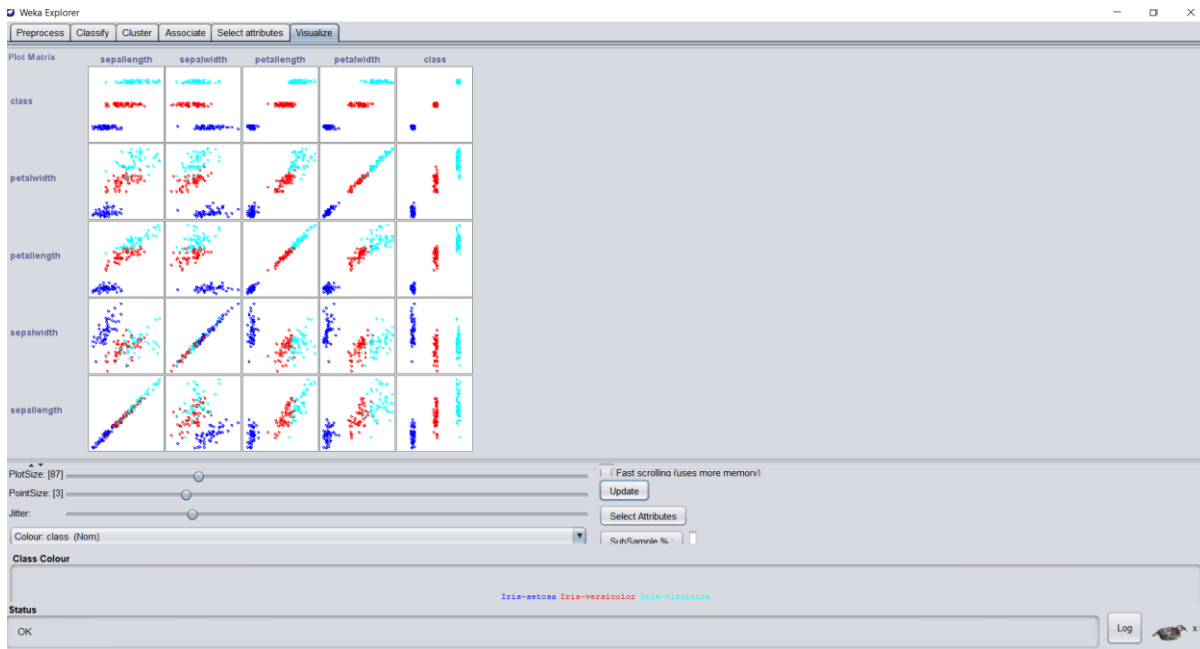 Weka Explorer
Preprocess Classify Cluster Associate Select attributes Visualize
Plot Matrix sepallength sepalwidth petallength petalwidth class
class
petalwidth
petallength
sepalwidth
sepallength
PlotSize: [87] Fast scrolling (uses more memory)
PointSize: [3] Update
Jitter: Select Attributes
Colour: class (Nom) SubSample % :
Class Colour
Iris-setosa Iris-versicolor Iris-virginica
Status
OK Log x